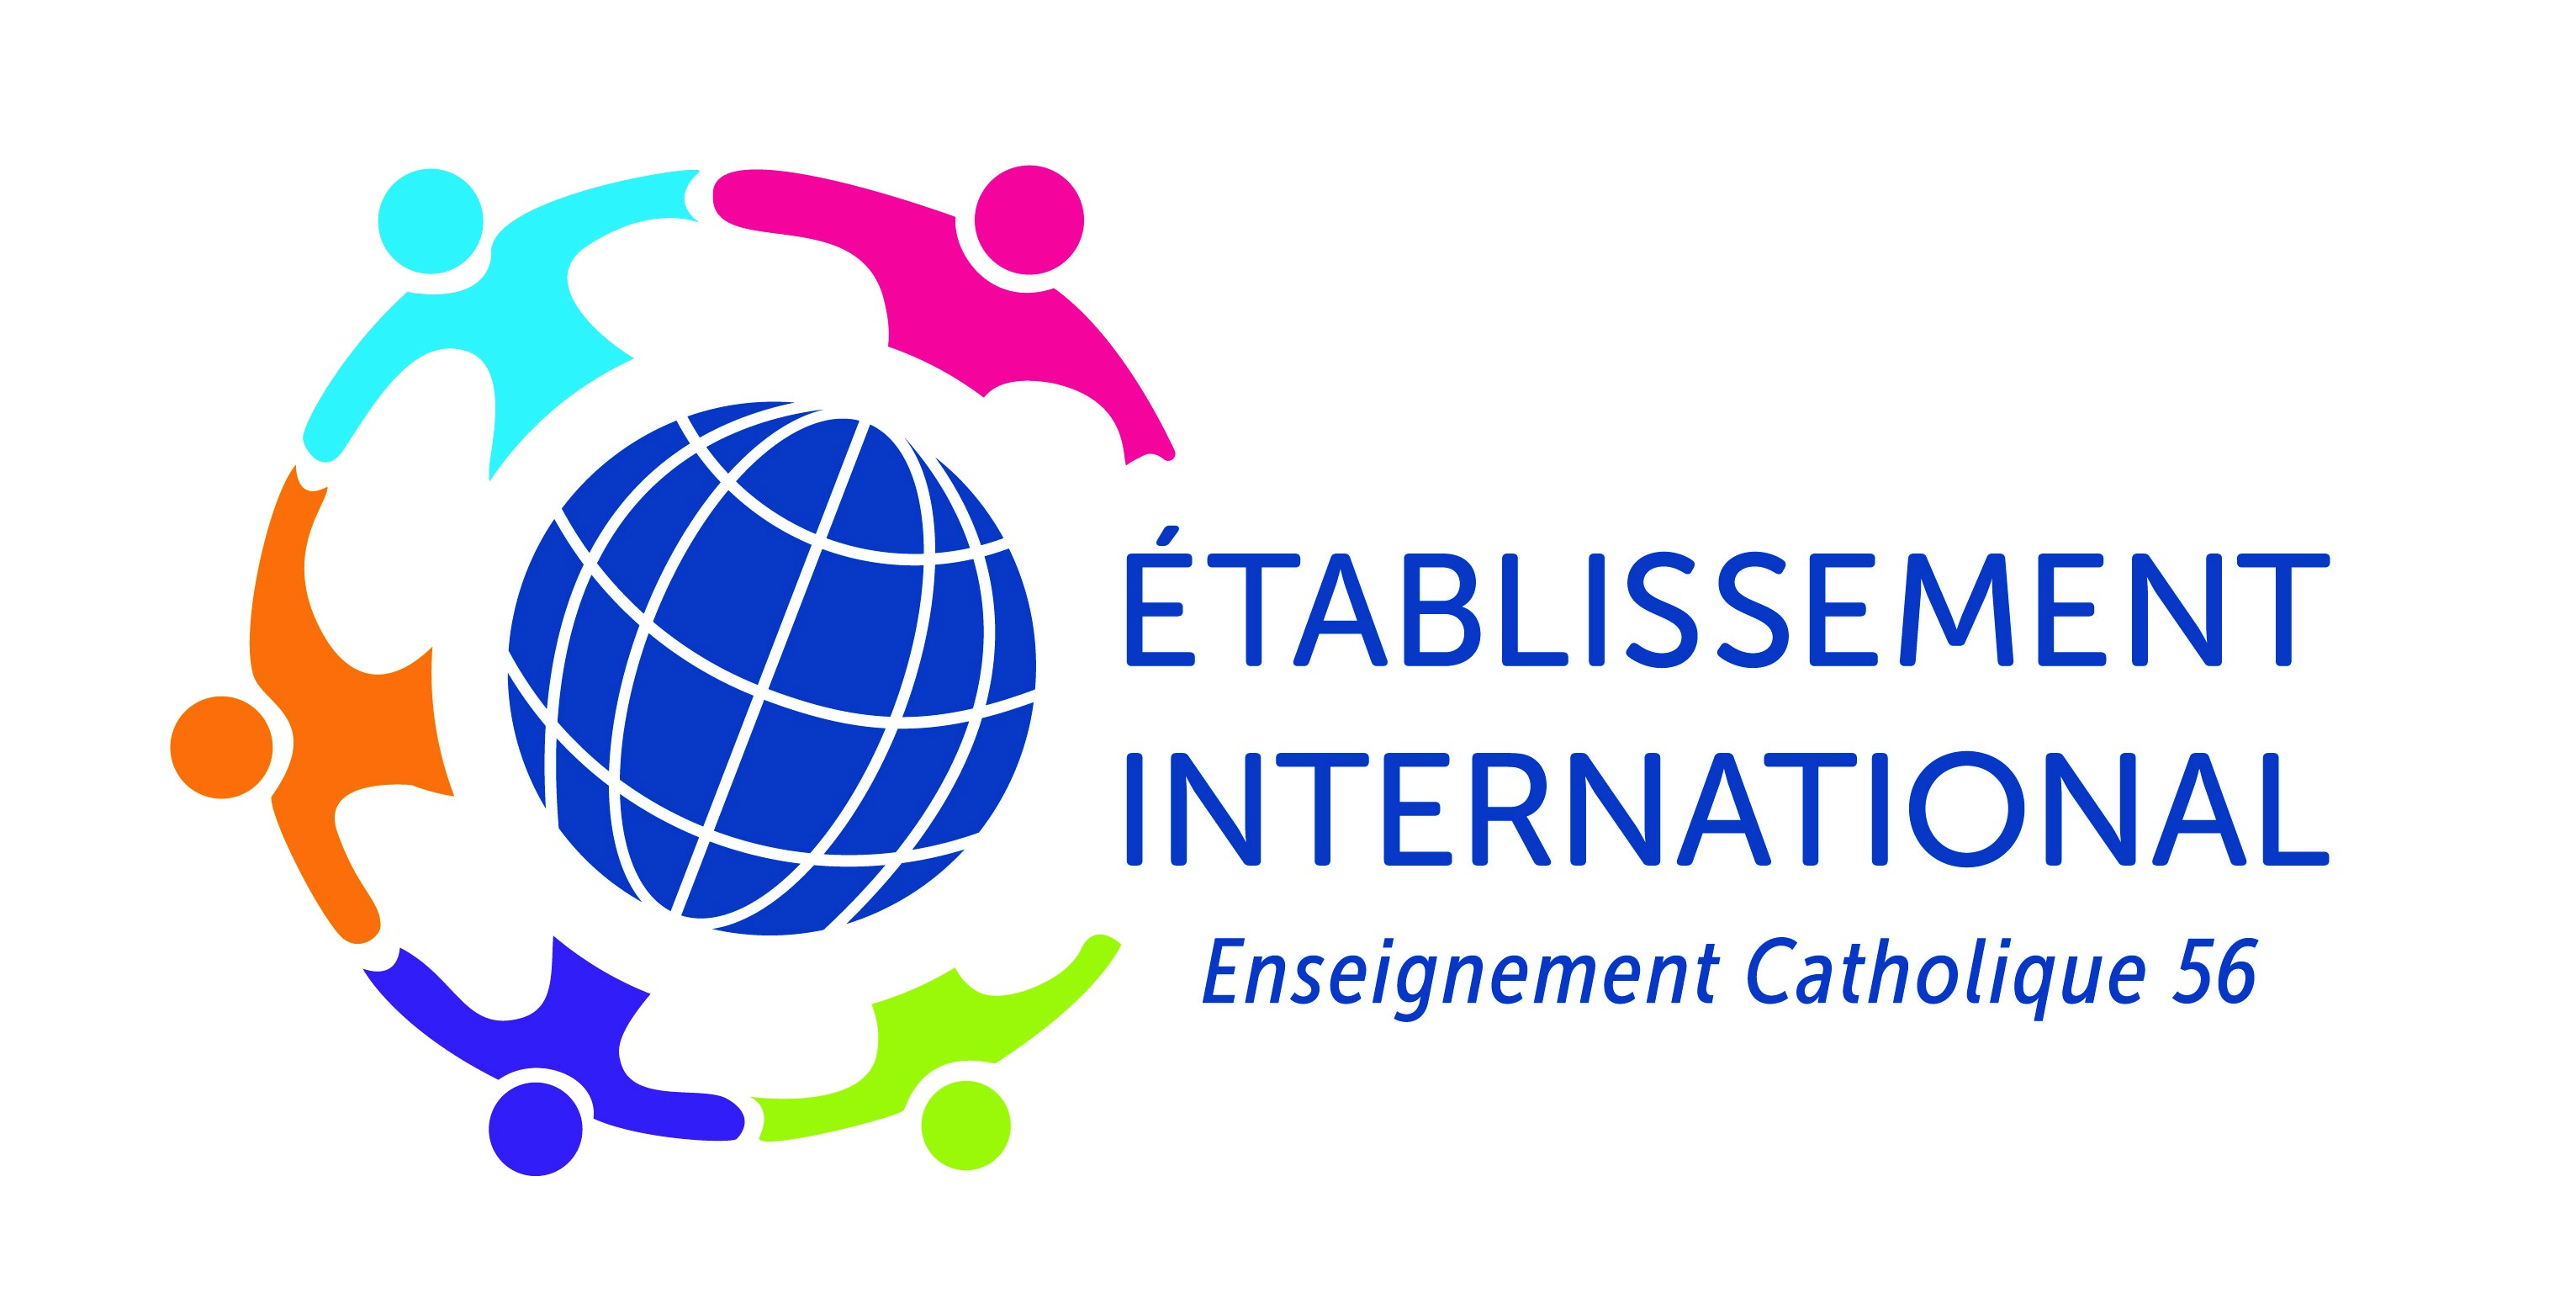 ÉTABLISSEMENT
INTERNATIONAL
Enseignement Catholique 56